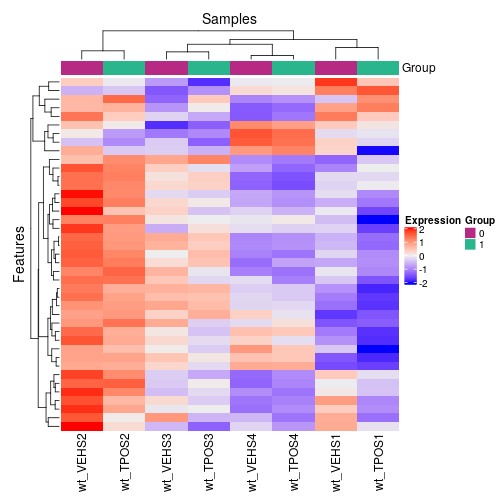 Samples
Group
Features
Expression
2
1
0
-1
-2
Group
0
1
wt_VEHS2
wt_TPOS2
wt_VEHS3
wt_TPOS3
wt_VEHS4
wt_TPOS4
wt_VEHS1
wt_TPOS1